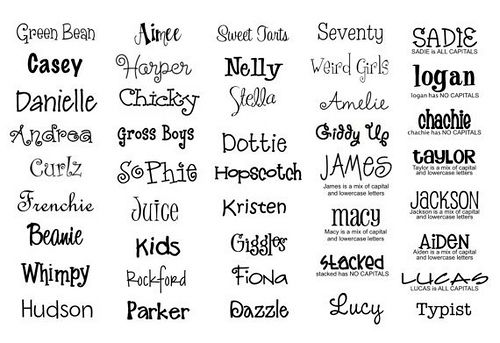 Green Bean
Casey
Danielle
Andrea
Curlz
Frenchie
Beanie
Whimpy
Hudson
Aimee
Harper
Chicky
Gross Boys
SoPhie
Juice
Kids
Rockford
Parker
Sweet Tarts
Nelly
Stella
Dottie
Hopscotch
Kristen
Giggles
Fiona
Dazzle
Seventy
Weird Girls
Amelie
Giddy Up
JAMES
James is a mix of capital
and lowercase letters
macy
Macy is a mix of capital
and lowercase letters
stacked
stacked has NO CAPITALS
Lucy
SADIE
SADIE is ALL CAPITALS
logan
logan has NO CAPITALS
chachie
chachie has NO CAPITALS
TAYLOR
Taylor is a mix of capital
and lowercase letters
JACKSON
Jackson is a mix of capital
and lowercase letters
AiDEN
Aiden is a mix of capital
and lowercase letters
LUCAS
LUCAS is ALL CAPITALS
Typist